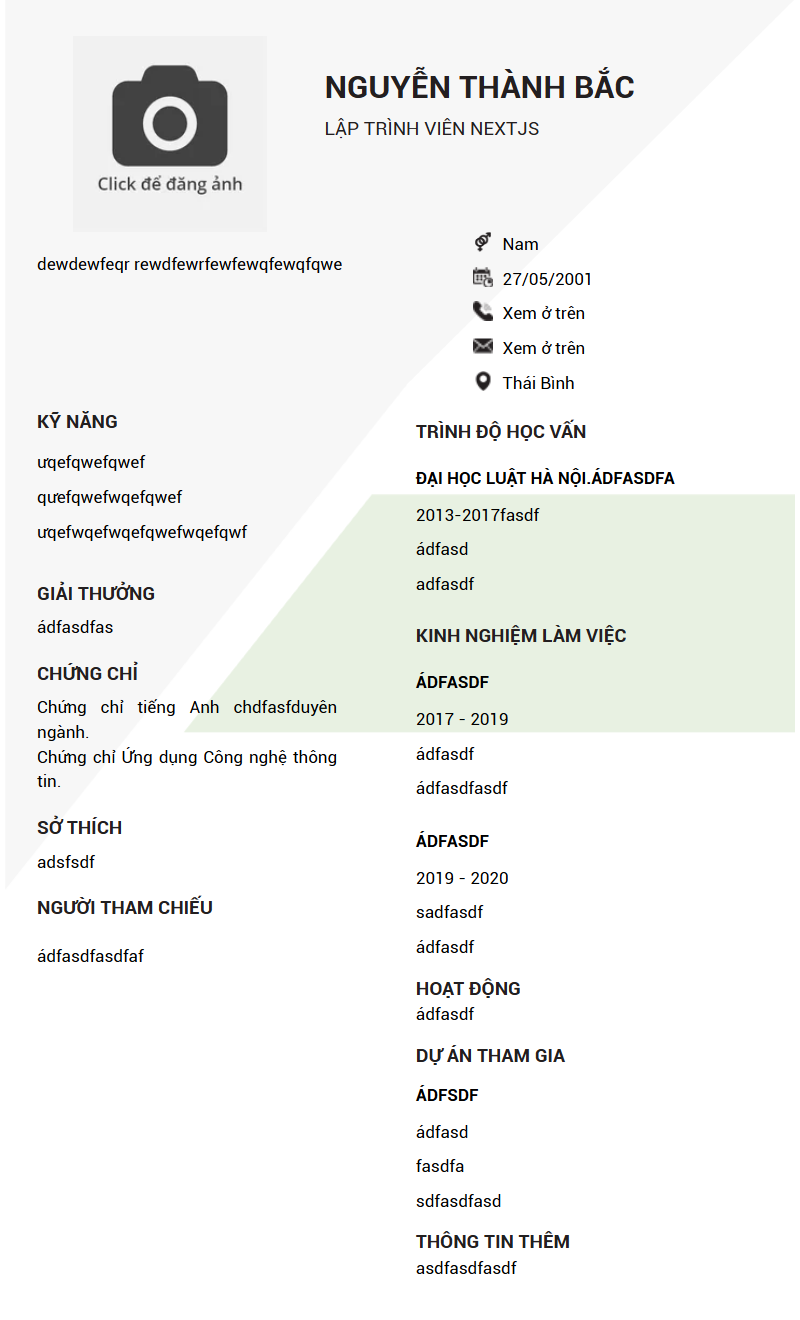 Click để đăng ảnh
NGUYỄN THÀNH BẮC
LẬP TRÌNH VIÊN NEXTJS
dewdewfeqr rewdfewrfewfewqfewqfqwe
Nam
27/05/2001
Xem ở trên
Xem ở trên
Thái Bình
KỸ NĂNG
ưqefqwefqwef
qưefqwefwqefqwef
ưqefwqefwqefqwefwqefqwf
GIẢI THƯỞNG
ádfasdfas
CHỨNG CHỈ
Chứng chỉ tiếng Anh chdfasfduyên
ngành.
Chứng chỉ Ứng dụng Công nghệ thông
tin.
SỞ THÍCH
adsfsdf
NGƯỜI THAM CHIẾU
ádfasdfasdfaf
TRÌNH ĐỘ HỌC VẤN
ĐẠI HỌC LUẬT HÀ NỘI.ÁDFASDFA
2013-2017fasdf
ádfasd
adfasdf
KINH NGHIỆM LÀM VIỆC
ÁDFASDF
2017 - 2019
ádfasdf
ádfasdfasdf
ÁDFASDF
2019 - 2020
sadfasdf
ádfasdf
HOẠT ĐỘNG
ádfasdf
DỰ ÁN THAM GIA
ÁDFSDF
ádfasd
fasdfa
sdfasdfasd
THÔNG TIN THÊM
asdfasdfasdf